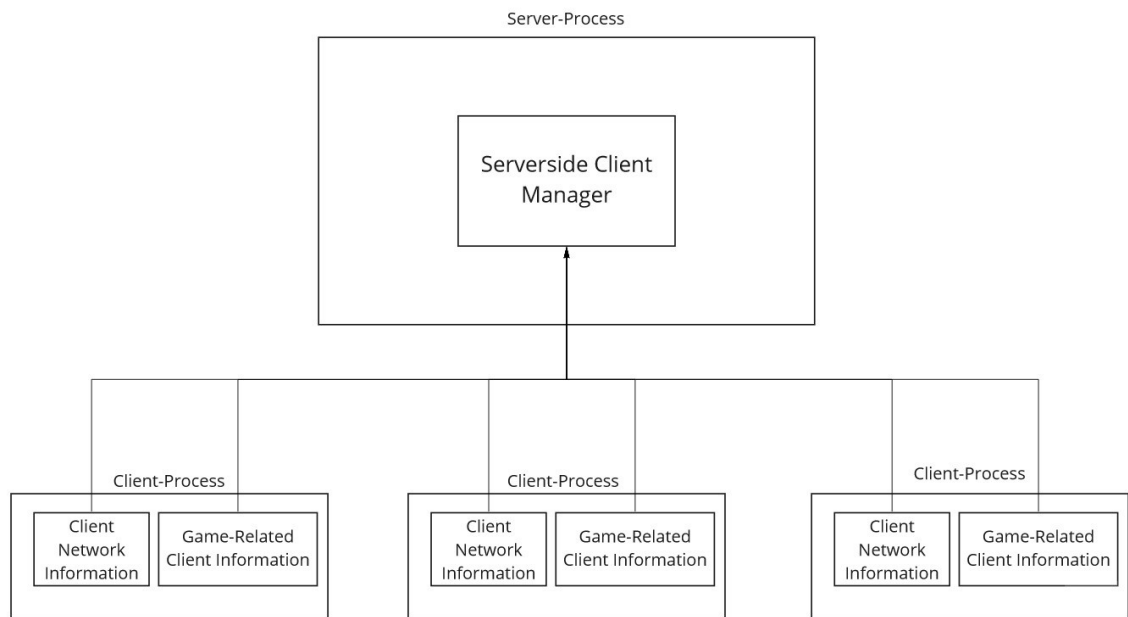 Server-Process
Serverside Client
Manager
Client-Process
Client
Network
Information
Game-Related
Client Information
Client-Process
Client
Network
Information
Game-Related
Client Information
Client-Process
Client
Network
Information
Game-Related
Client Information